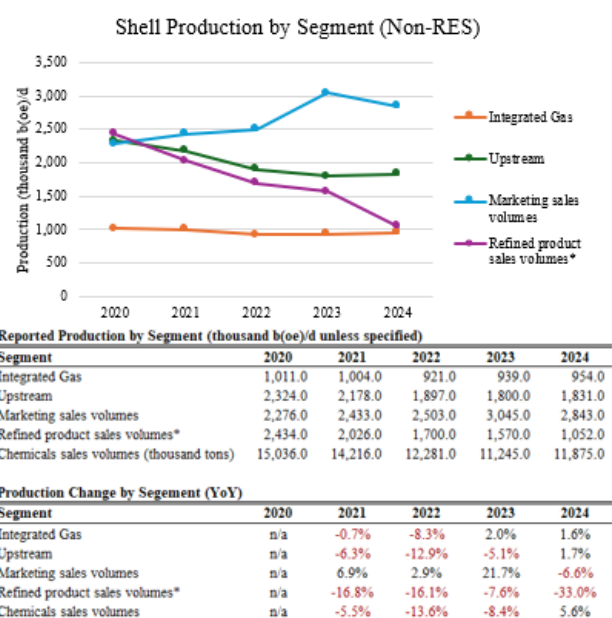 Shell Production by Segment (Non-RES)
Production (thousand b(oe)/d
3,500
3,000
2,500
2,000
1,500
1,000
500
0
2020 2021 2022 2023 2024
Integrated Gas
Upstream
Marketing sales
volumes
Refined product
sales volumes*
Reported Production by Segment (thousand b(oe)/d unless specified)
Segment 2020 2021 2022 2023 2024
Integrated Gas 1,011.0 1,004.0 921.0 939.0 954.0
Upstream 2,324.0 2,178.0 1,897.0 1,800.0 1,831.0
Marketing sales volumes 2,276.0 2,433.0 2,503.0 3,045.0 2,843.0
Refined product sales volumes* 2,434.0 2,026.0 1,700.0 1,570.0 1,052.0
Chemicals sales volumes (thousand tons) 15,036.0 14,216.0 12,281.0 11,245.0 11,875.0
Production Change by Segement (YoY)
Segment 2020 2021 2022 2023 2024
Integrated Gas n/a -0.7% -8.3% 2.0% 1.6%
Upstream n/a -6.3% -12.9% -5.1% 1.7%
Marketing sales volumes n/a 6.9% 2.9% 21.7% -6.6%
Refined product sales volumes* n/a -16.8% -16.1% -7.6% -33.0%
Chemicals sales volumes n/a -5.5% -13.6% -8.4% 5.6%